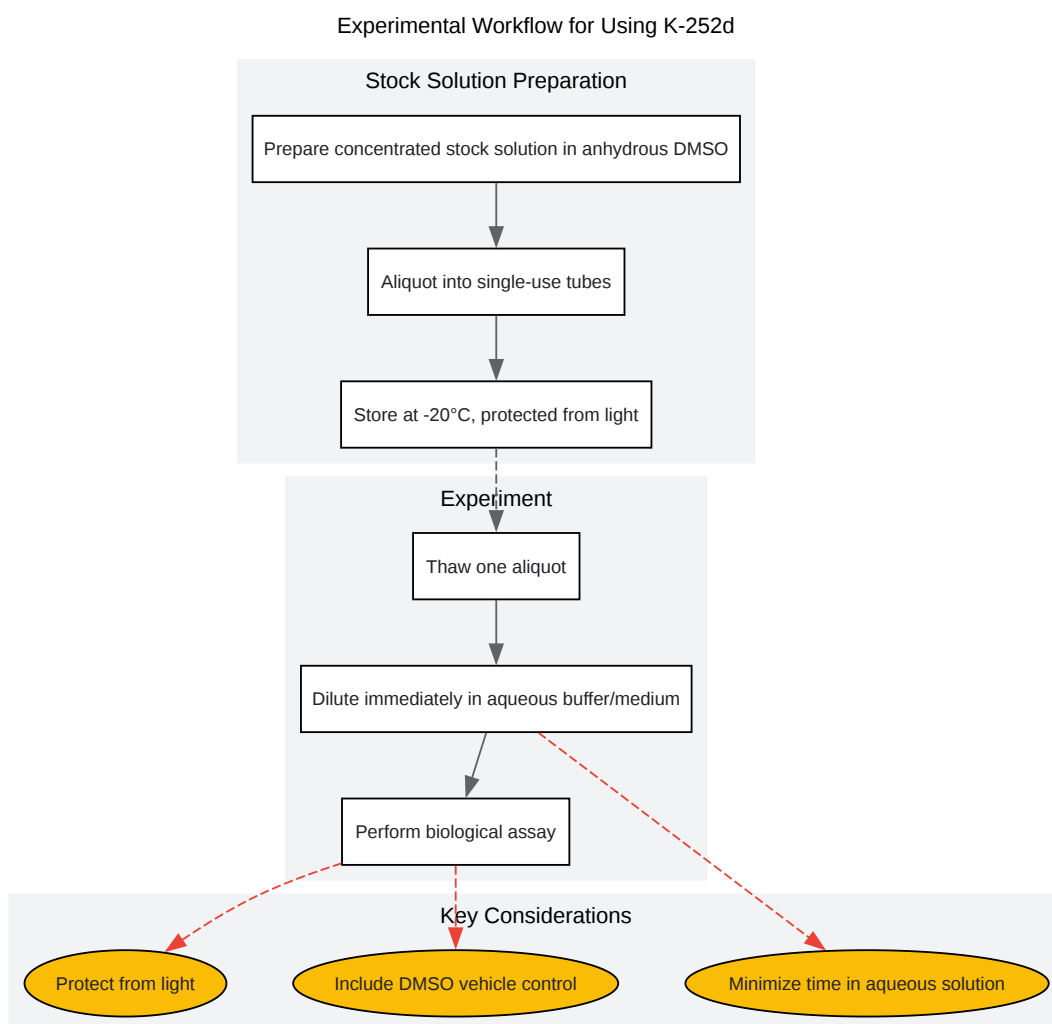 Experimental Workflow for Using K-252d
Stock Solution Preparation
Prepare concentrated stock solution in anhydrous DMSO
Aliquot into single-use tubes
Store at -20°C, protected from light
Experiment
Thaw one aliquot
Dilute immediately in aqueous buffer/medium
Perform biological assay
Key Considerations
Protect from light
Include DMSO vehicle control
Minimize time in aqueous solution